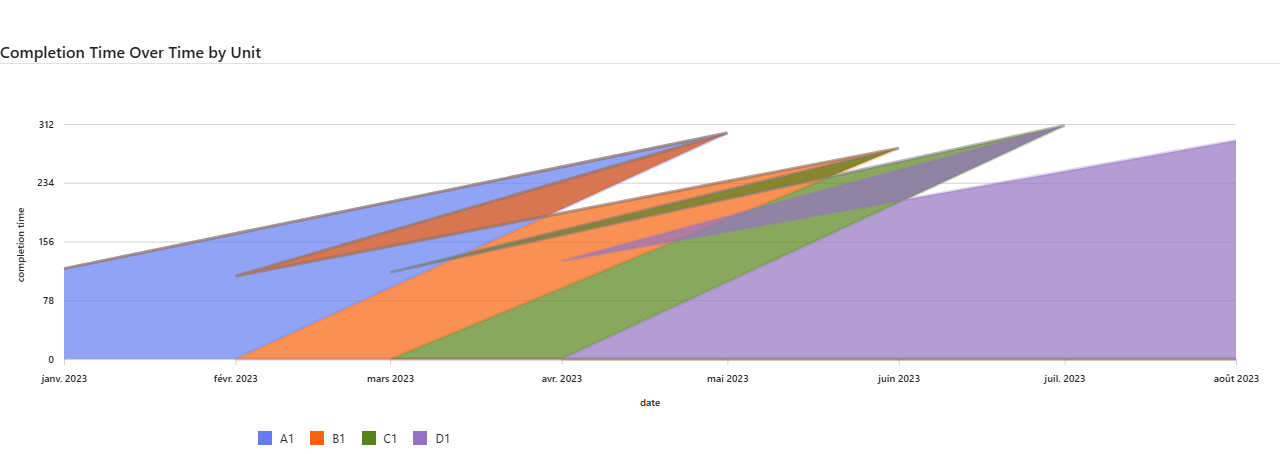 Completion Time Over Time by Unit
312
234
156
78
0
completion time
janv. 2023 févr. 2023 mars 2023 avr. 2023 mai 2023 juin 2023 juil. 2023 août 2023
date
A1 B1 C1 D1